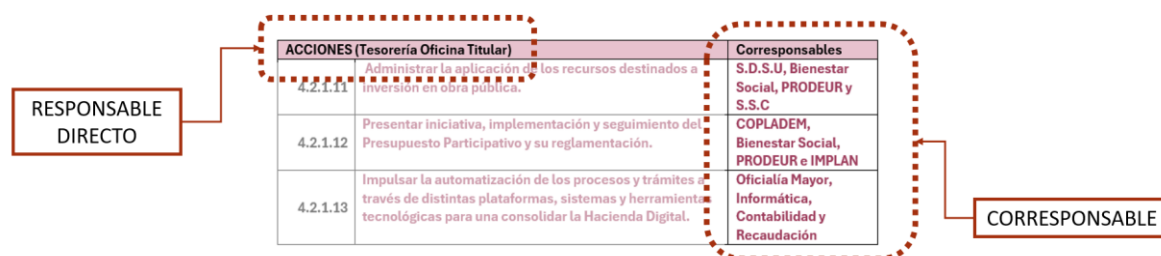 ACCIONES (Tesorería Oficina Titular)
Corresponsables
4.2.1.11
Administrar la aplicación de los recursos destinados a
inversión en obra pública.
S.D.S.U, Bienestar
Social, PRODEUR y
S.S.C
4.2.1.12
Presentar iniciativa, implementación y seguimiento del
Presupuesto Participativo y su reglamentación.
COPLADEM,
Bienestar Social,
PRODEUR e IMPLAN
4.2.1.13
Impulsar la automatización de los procesos y trámites a
través de distintas plataformas, sistemas y herramientas
tecnológicas para una consolidar la Hacienda Digital.
Oficialía Mayor,
Informática,
Contabilidad y
Recaudación
RESPONSABLE
DIRECTO
CORRESPONSABLE